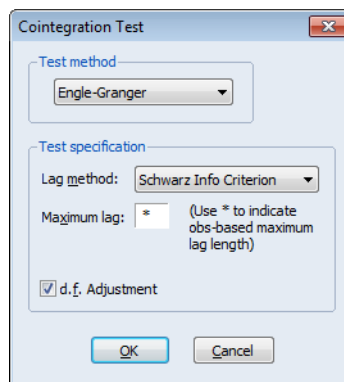 Cointegration Test
Test method
Engle-Granger
Test specification
Lag method: Schwarz Info Criterion
Maximum lag: * (Use * to indicate
obs-based maximum
lag length)
d.f. Adjustment
OK Cancel